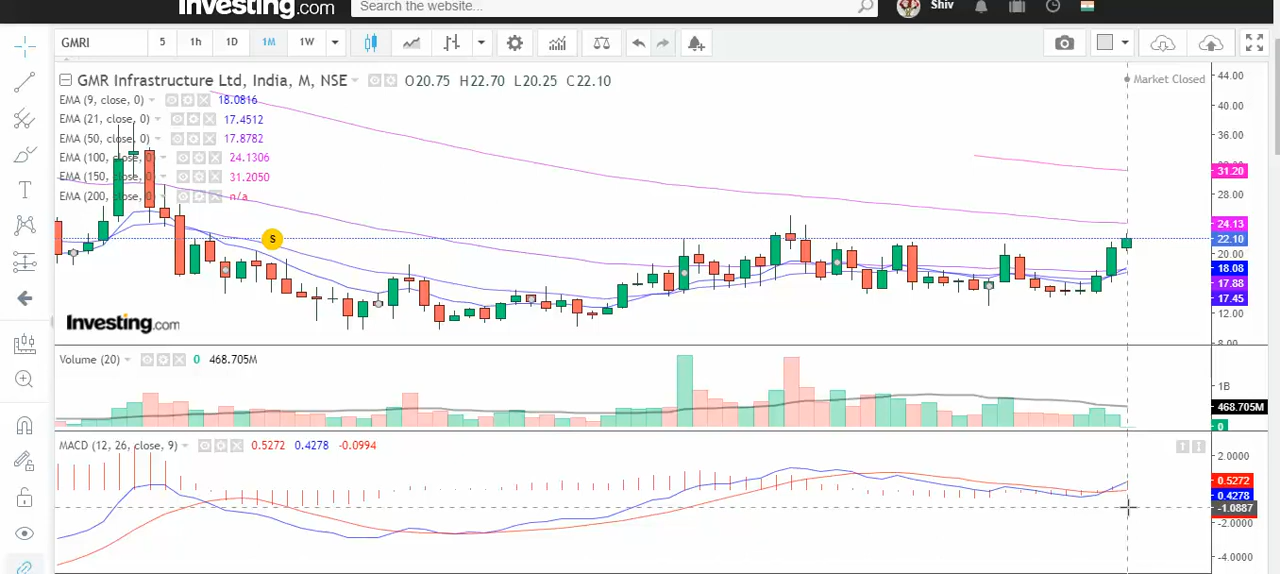 Investing.com
Search the website...
Shiv
GMRI 5 1h 1D 1M 1W
GMR Infrastructure Ltd, India, M, NSE O20.75 H22.70 L20.25 C22.10
Market Closed
EMA (9, close, 0) 18.0816
EMA (21, close, 0) 17.4512
EMA (50, close, 0) 17.8782
EMA (100, close, 0) 24.1306
EMA (150, close, 0) 31.2050
EMA (200, close, 0) n/a
S
44.00
40.00
36.00
31.20
28.00
24.13
22.10
20.00
18.08
17.88
17.45
12.00
8.00
Investing.com
Volume (20) 0 468.705M
1B
468.705M
0
MACD (12, 26, close, 9) 0.5272 0.4278 -0.0994
2.0000
0.5272
0.4278
-1.0887
-2.0000
-4.0000